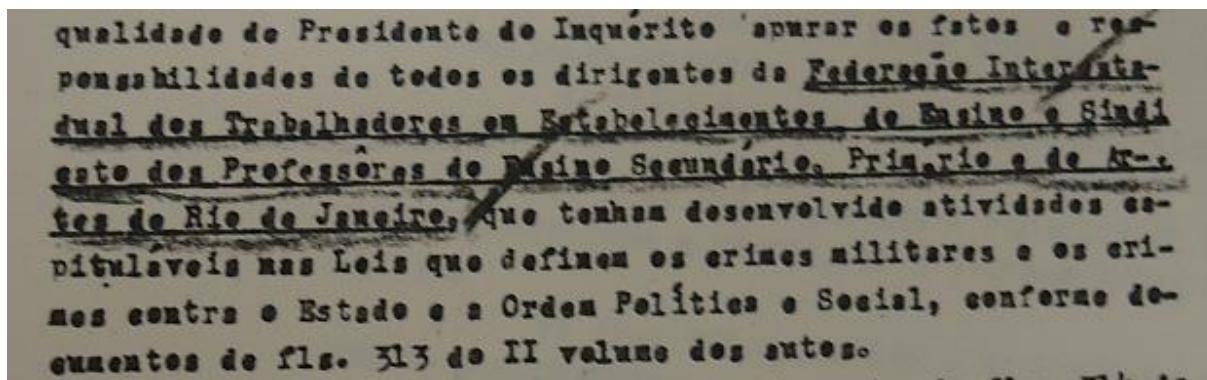 qualidade de Presidente do Inquérito apurar os fatos e res-
ponsabilidades de todos os dirigentes da Federação Interesta-
dual dos Trabalhadores em Estabelecimentos de Ensino e Sindi
cato dos Professôres do Ensino Secundário, Primário e de Ar-
tes do Rio de Janeiro, que tenham desenvolvido atividades ca-
pituláveis nas Leis que definem os crimes militares e os cri-
mes contra o Estado e a Ordem Política e Social, conforme do-
cumentos de fls. 313 do II volume dos autos.